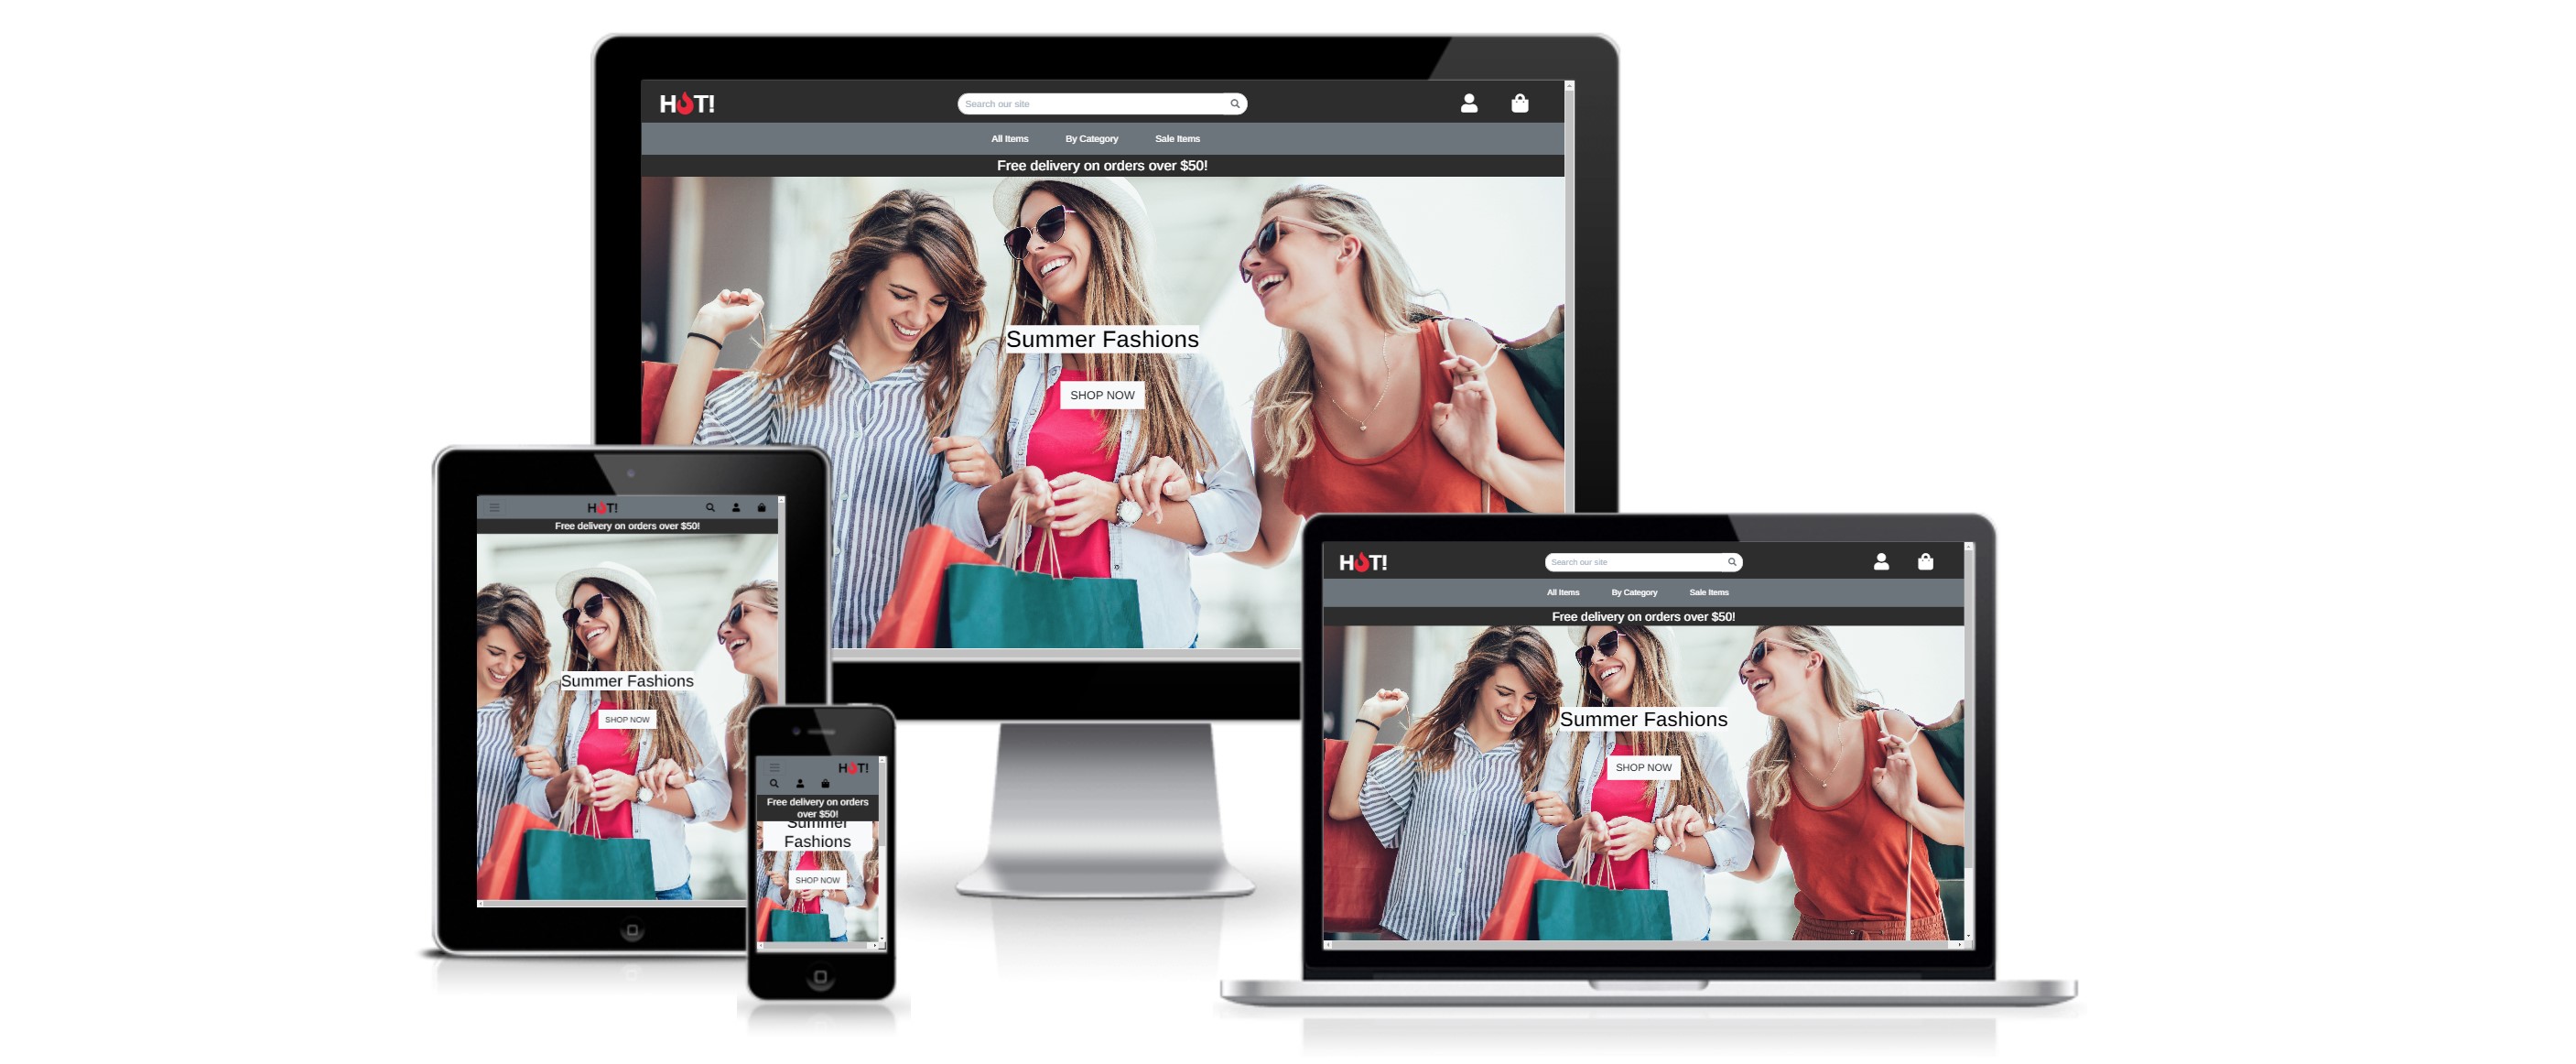 HOT!
Search our site
All Items By Category Sale Items
Free delivery on orders over $50!
Summer Fashions
SHOP NOW
HOT!
Free delivery on orders over $50!
Summer Fashions
SHOP NOW
HOT!
Free delivery on orders
over $50!
Summer
Fashions
SHOP NOW
HOT!
Search our site
All Items By Category Sale Items
Free delivery on orders over $50!
Summer Fashions
SHOP NOW